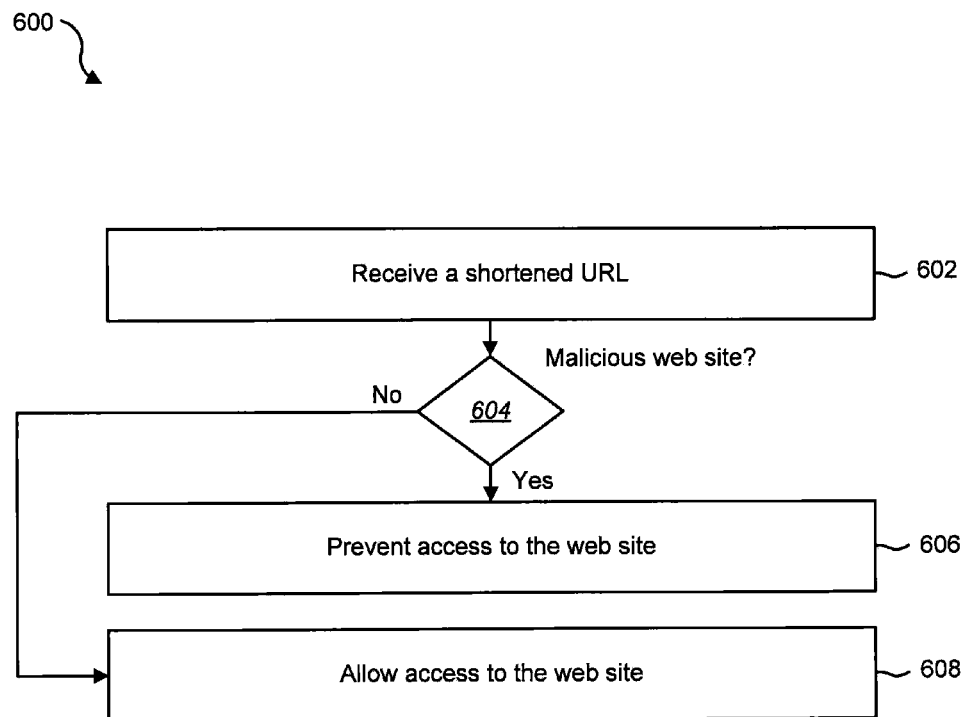 600
Receive a shortened URL
602
Malicious web site?
No
604
Yes
Prevent access to the web site
606
Allow access to the web site
608